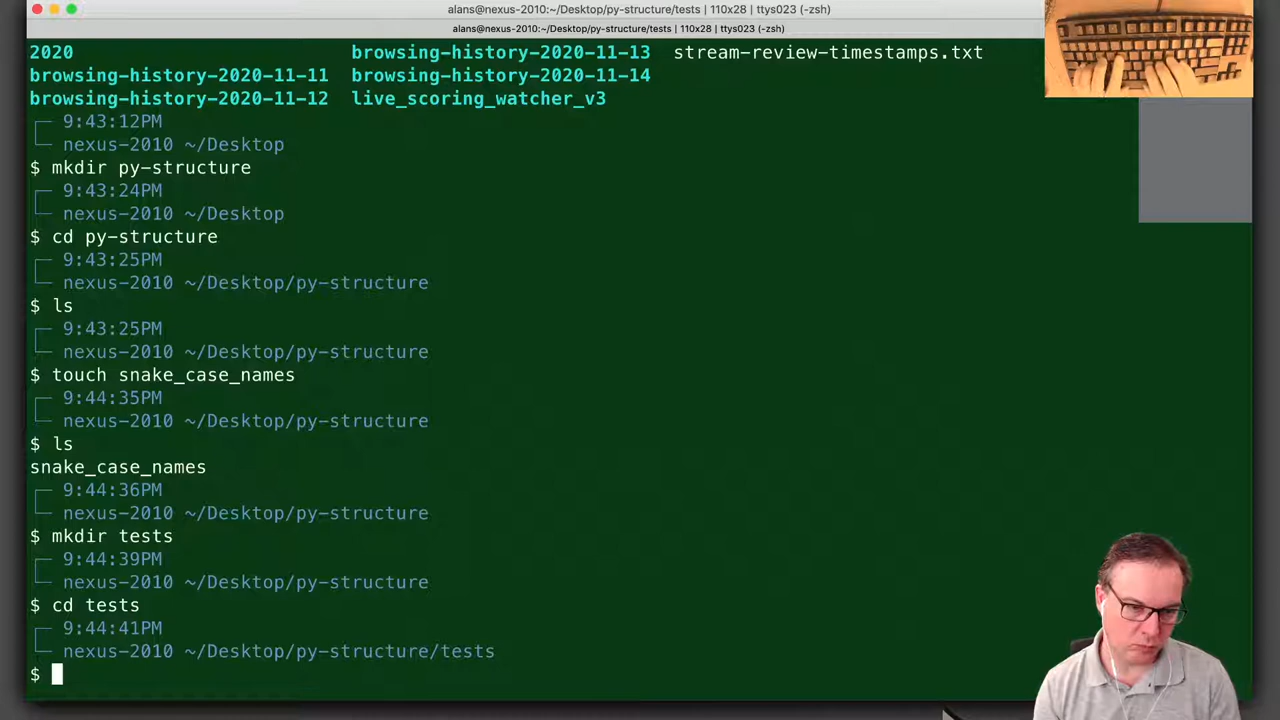 alans@nexus-2010:~/Desktop/py-structure/tests | 110x28 | ttys023 (-zsh)
alans@nexus-2010:~/Desktop/py-structure/tests | 110x28 | ttys023 (-zsh)
2020 browsing-history-2020-11-13 stream-review-timestamps.txt
browsing-history-2020-11-11 browsing-history-2020-11-14
browsing-history-2020-11-12 live_scoring_watcher_v3
┌─ 9:43:12PM
└─ nexus-2010 ~/Desktop
$ mkdir py-structure
┌─ 9:43:24PM
└─ nexus-2010 ~/Desktop
$ cd py-structure
┌─ 9:43:25PM
└─ nexus-2010 ~/Desktop/py-structure
$ ls
┌─ 9:43:25PM
└─ nexus-2010 ~/Desktop/py-structure
$ touch snake_case_names
┌─ 9:44:35PM
└─ nexus-2010 ~/Desktop/py-structure
$ ls
snake_case_names
┌─ 9:44:36PM
└─ nexus-2010 ~/Desktop/py-structure
$ mkdir tests
┌─ 9:44:39PM
└─ nexus-2010 ~/Desktop/py-structure
$ cd tests
┌─ 9:44:41PM
└─ nexus-2010 ~/Desktop/py-structure/tests
$